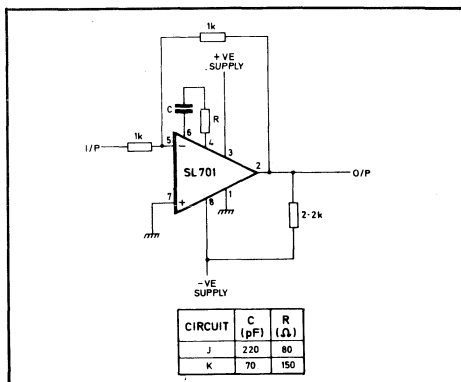 1k
+VE
SUPPLY
C
R
1k
I/P
5
6
4
3
−
SL701
2
O/P
7
+
8
1
2·2k
−VE
SUPPLY
CIRCUIT C (pF) R (Ω)
J 220 80
K 70 150